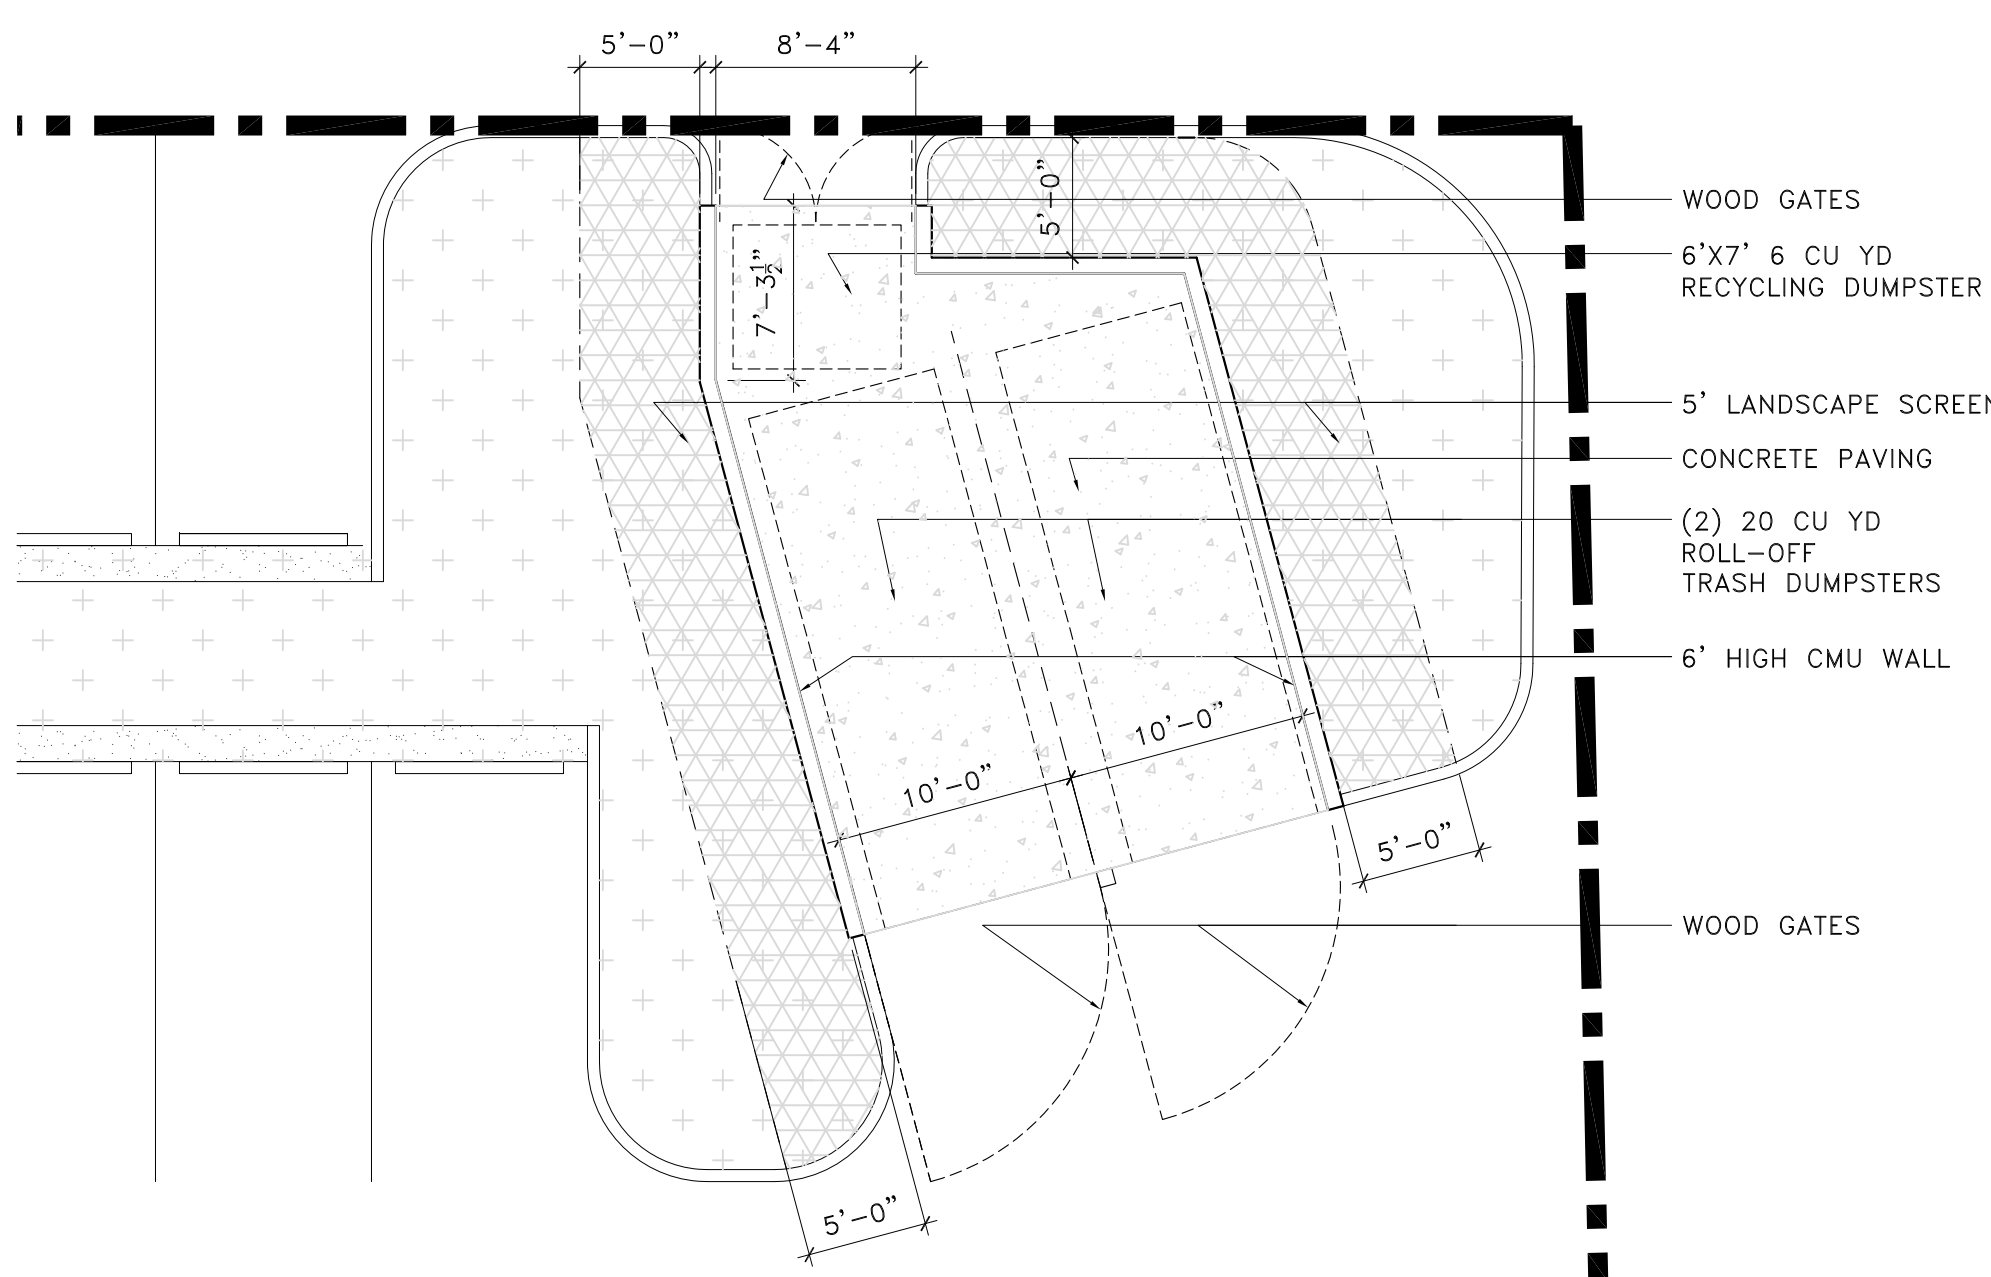 5'-0" 8'-4"
5'-0"
7'-3½"
WOOD GATES
6'X7' 6 CU YD
RECYCLING DUMPSTER
5' LANDSCAPE SCREEN
CONCRETE PAVING
(2) 20 CU YD
ROLL-OFF
TRASH DUMPSTERS
6' HIGH CMU WALL
10'-0"
10'-0"
5'-0"
WOOD GATES
5'-0"